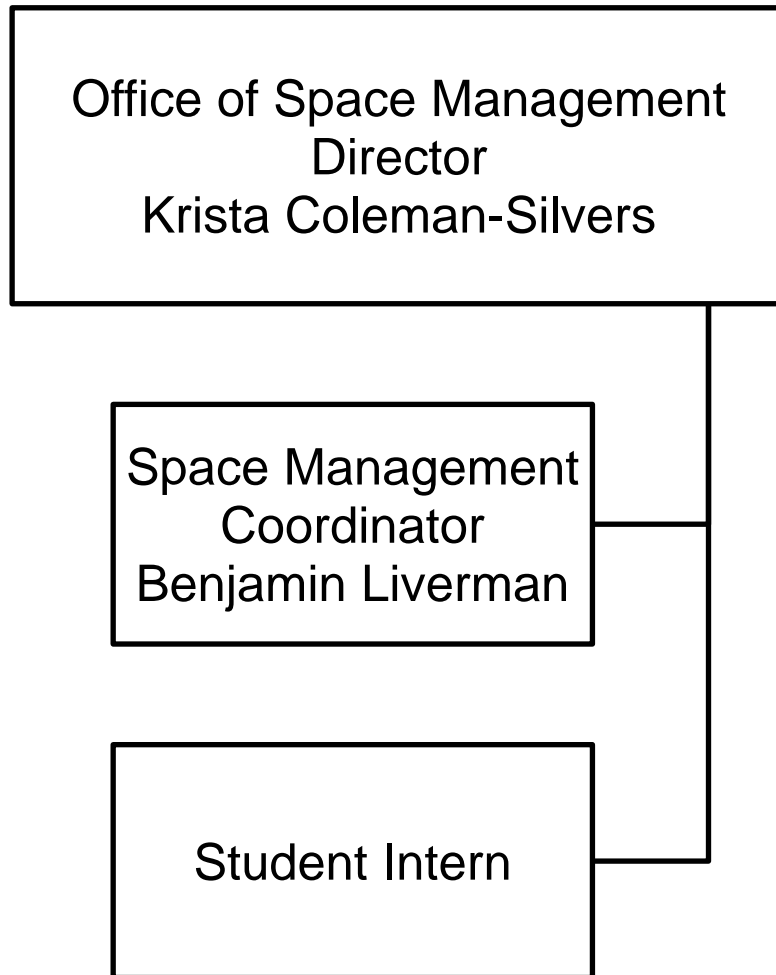 Office of Space Management
Director
Krista Coleman-Silvers
Space Management
Coordinator
Benjamin Liverman
Student Intern